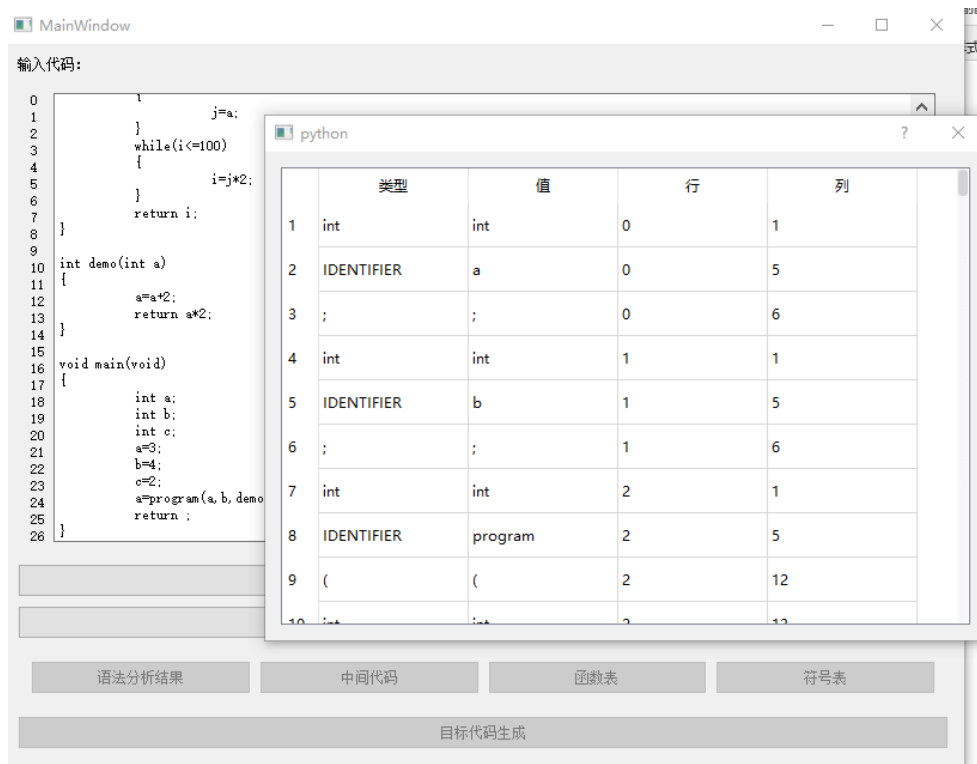 MainWindow
输入代码:
0
1
2
3
4
5
6
7
8
9
10
11
12
13
14
15
16
17
18
19
20
21
22
23
24
25
26
j=a;
}
while(i<=100)
{
i=j*2;
}
return i;
}
int demo(int a)
{
a=a+2;
return a*2;
}
void main(void)
{
int a;
int b;
int c;
a=3;
b=4;
c=2;
a=program(a,b,demo
return ;
}
python ?
类型 值 行 列
1 int int 0 1
2 IDENTIFIER a 0 5
3 ; ; 0 6
4 int int 1 1
5 IDENTIFIER b 1 5
6 ; ; 1 6
7 int int 2 1
8 IDENTIFIER program 2 5
9 ( ( 2 12
10 int int 2
语法分析结果 中间代码 函数表 符号表
目标代码生成